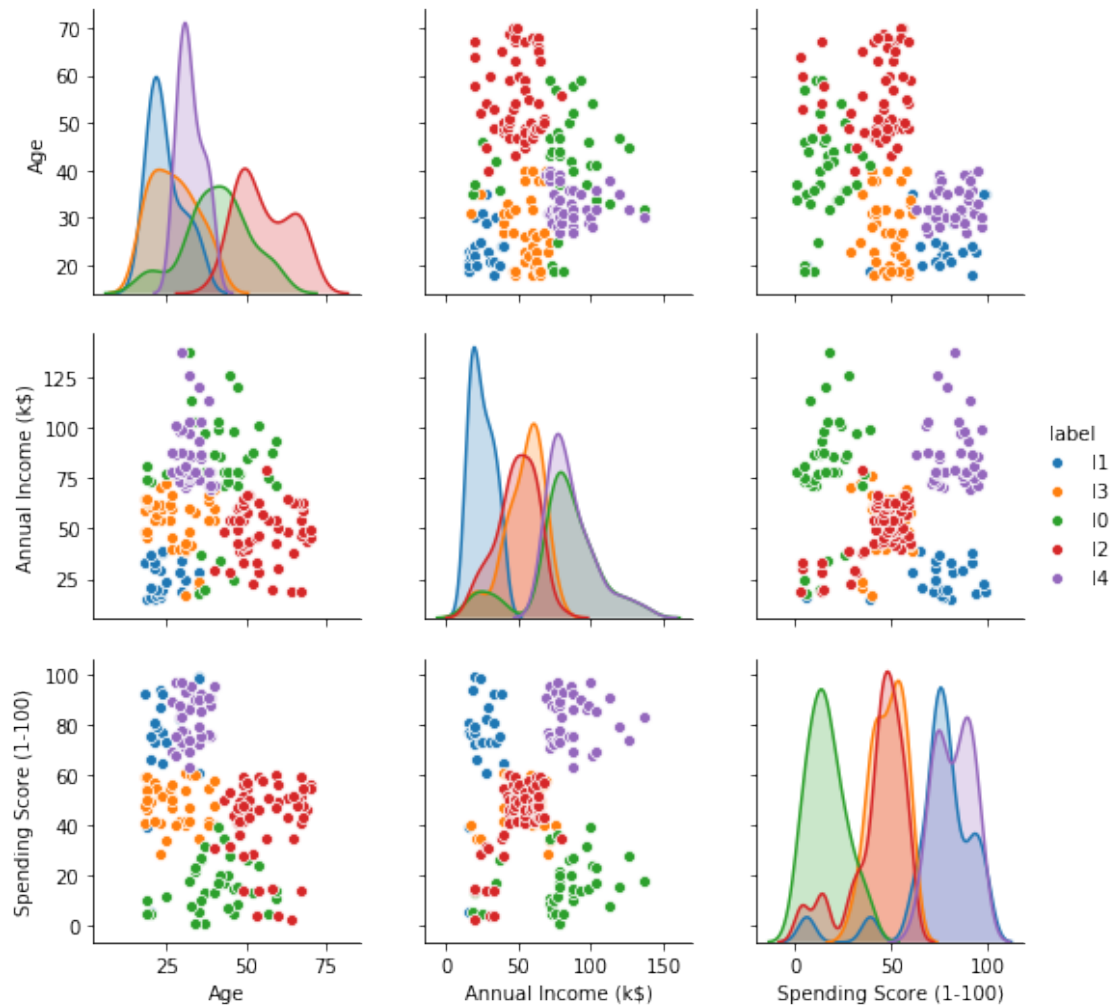 70
60
50
40
30
20
Age
125
100
75
50
25
Annual Income (k$)
label
l1
l3
l0
l2
l4
100
80
60
40
20
0
Spending Score (1-100)
25 50 75
Age
0 50 100 150
Annual Income (k$)
0 50 100
Spending Score (1-100)